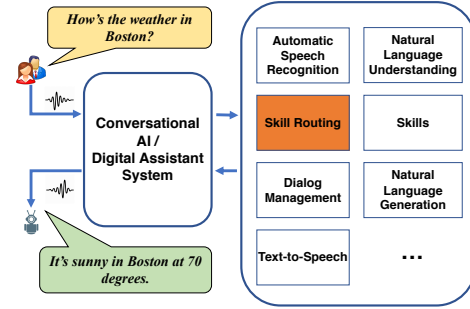 How's the weather in
Boston?
Conversational
AI /
Digital Assistant
System
It's sunny in Boston at 70
degrees.
Automatic
Speech
Recognition
Natural
Language
Understanding
Skill Routing
Skills
Dialog
Management
Natural
Language
Generation
Text-to-Speech
...